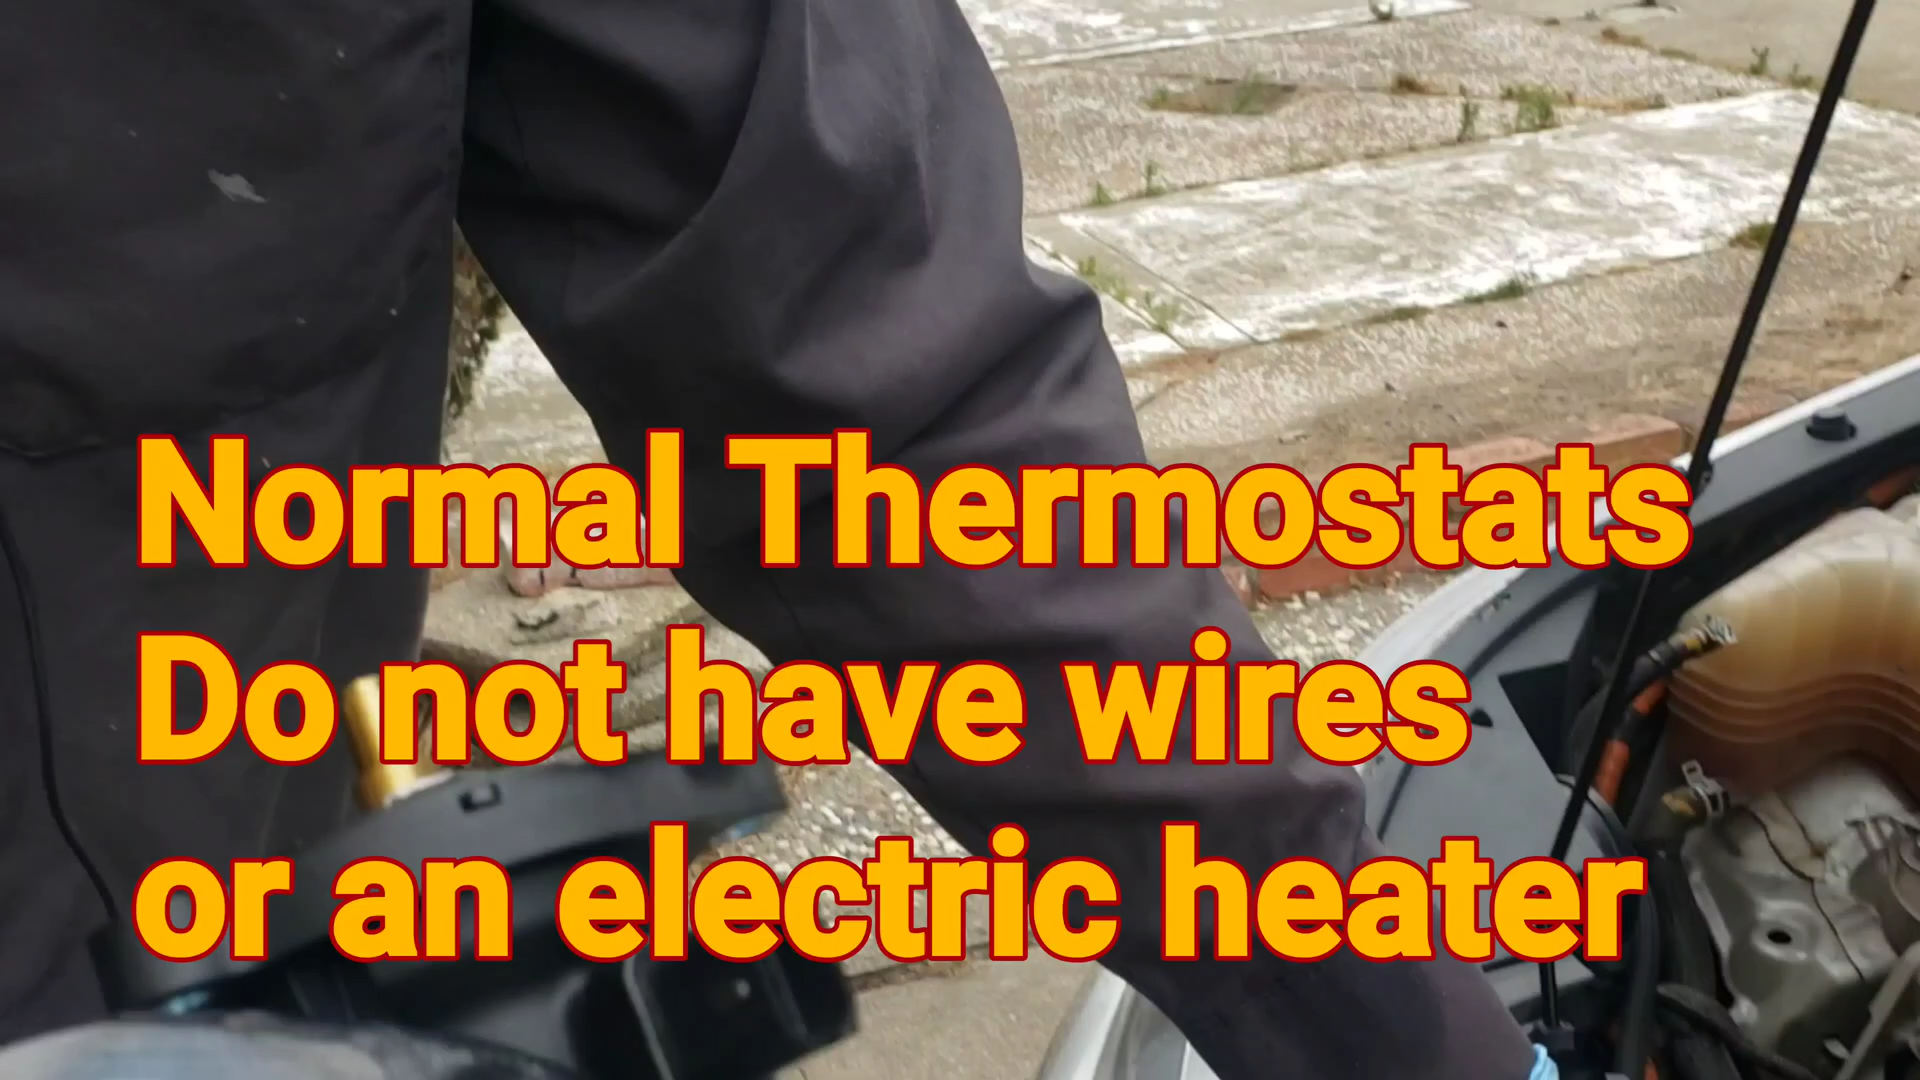 Normal Thermostats
Do not have wires
or an electric heater